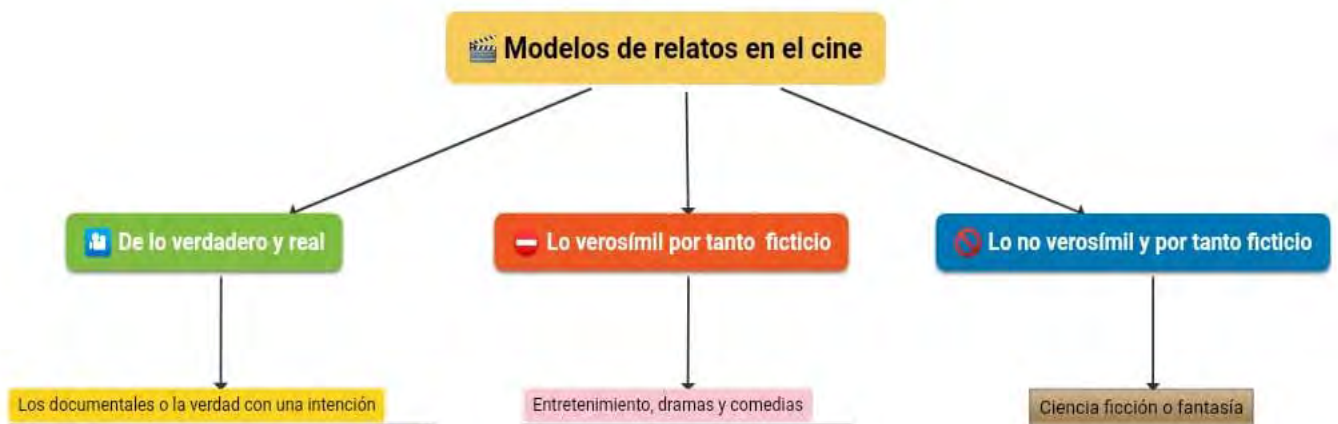 Modelos de relatos en el cine
De lo verdadero y real
Lo verosímil por tanto ficticio
Lo no verosímil y por tanto ficticio
Los documentales o la verdad con una intención
Entretenimiento, dramas y comedias
Ciencia ficción o fantasía